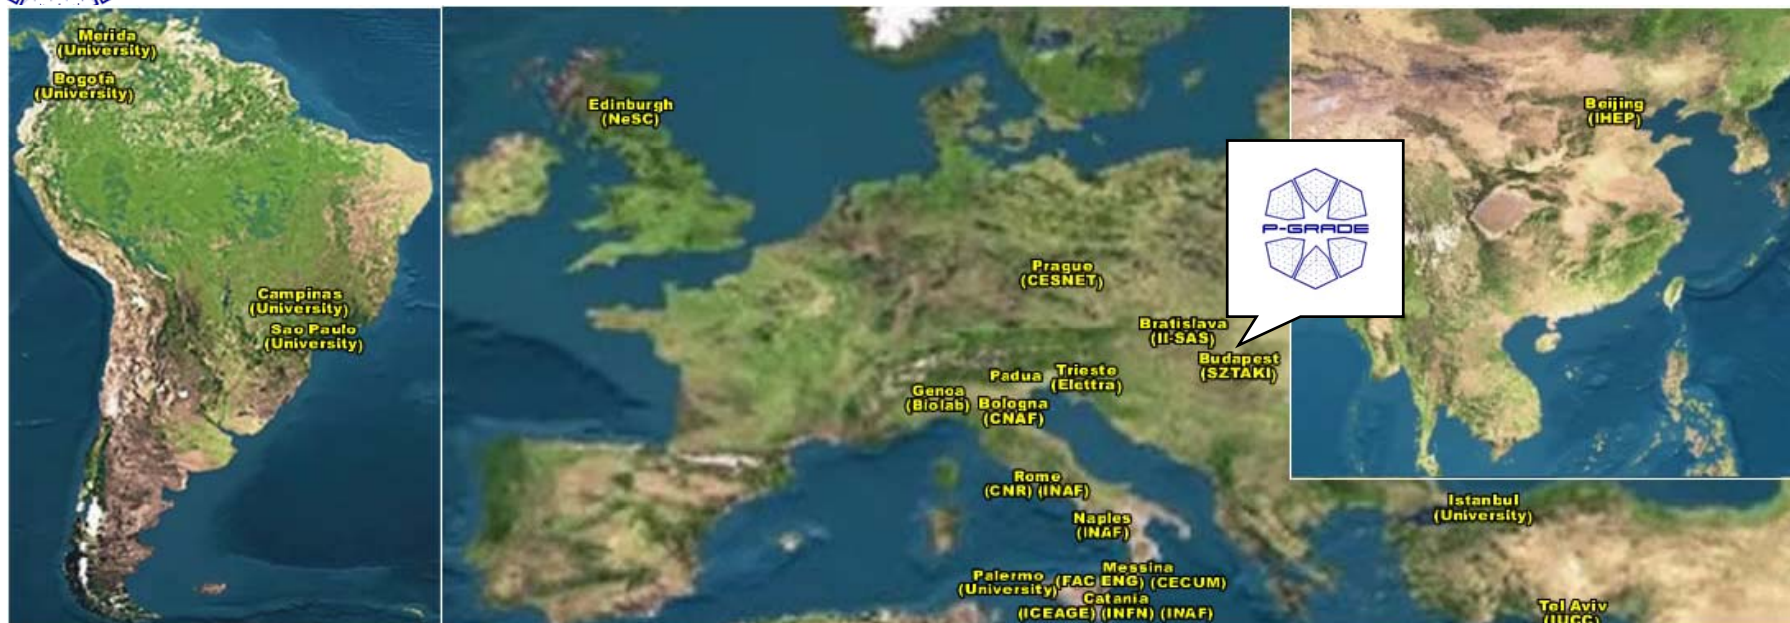 Merida
(University)
Bogotà
(University)
Campinas
(University)
Sao Paulo
(University)
Edinburgh
(NeSC)
Prague
(CESNET)
Bratislava
(II-SAS)
Budapest
(SZTAKI)
Padua
Trieste
(Elettra)
Genoa
(Biolab)
Bologna
(CNAF)
Rome
(CNR) (INAF)
Naples
(INAF)
Messina
(FAC ENG) (CECUM)
Palermo
(University)
Catania
(ICEAGE) (INFN) (INAF)
P-GRADE
Beijing
(IHEP)
Istanbul
(University)
Tel Aviv
(IUCC)